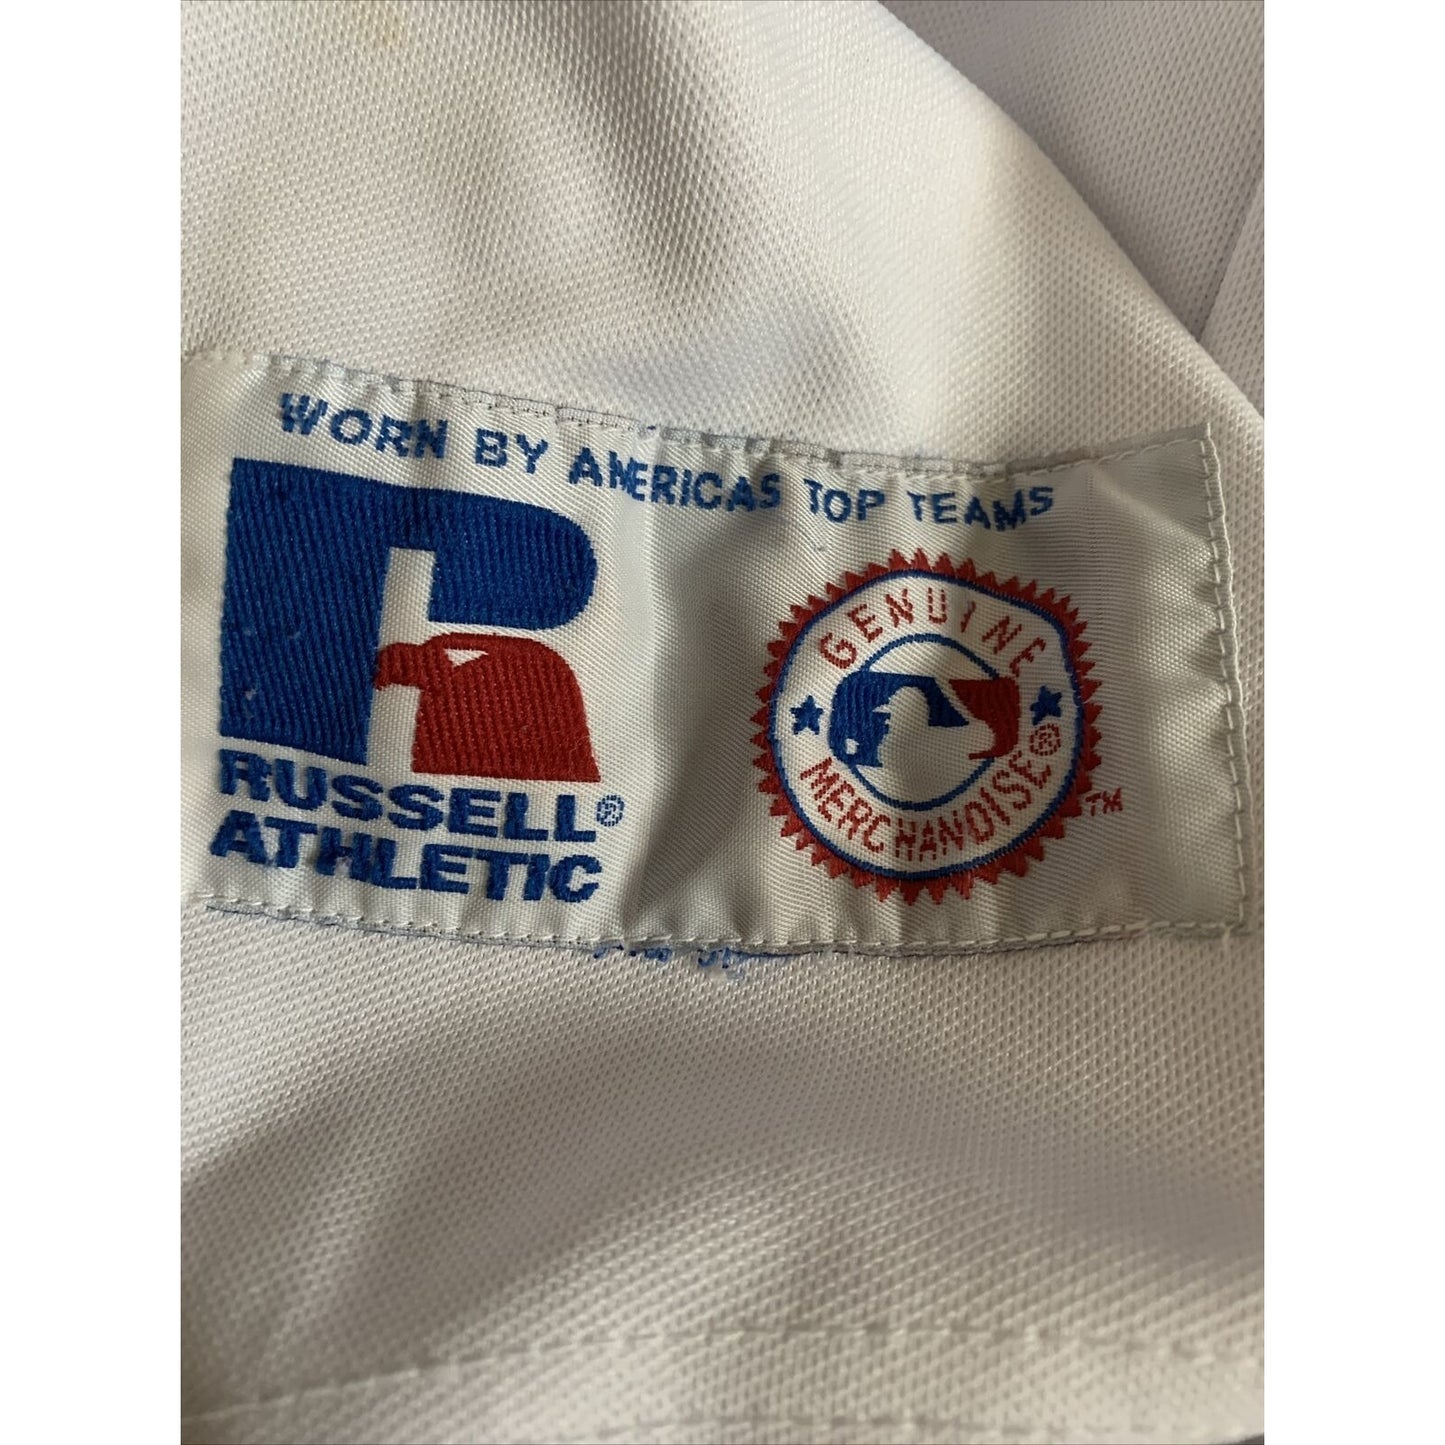 WORN BY AMERICAS TOP TEAMS
RUSSELL®
ATHLETIC
GENUINE
MERCHANDISE®
TM